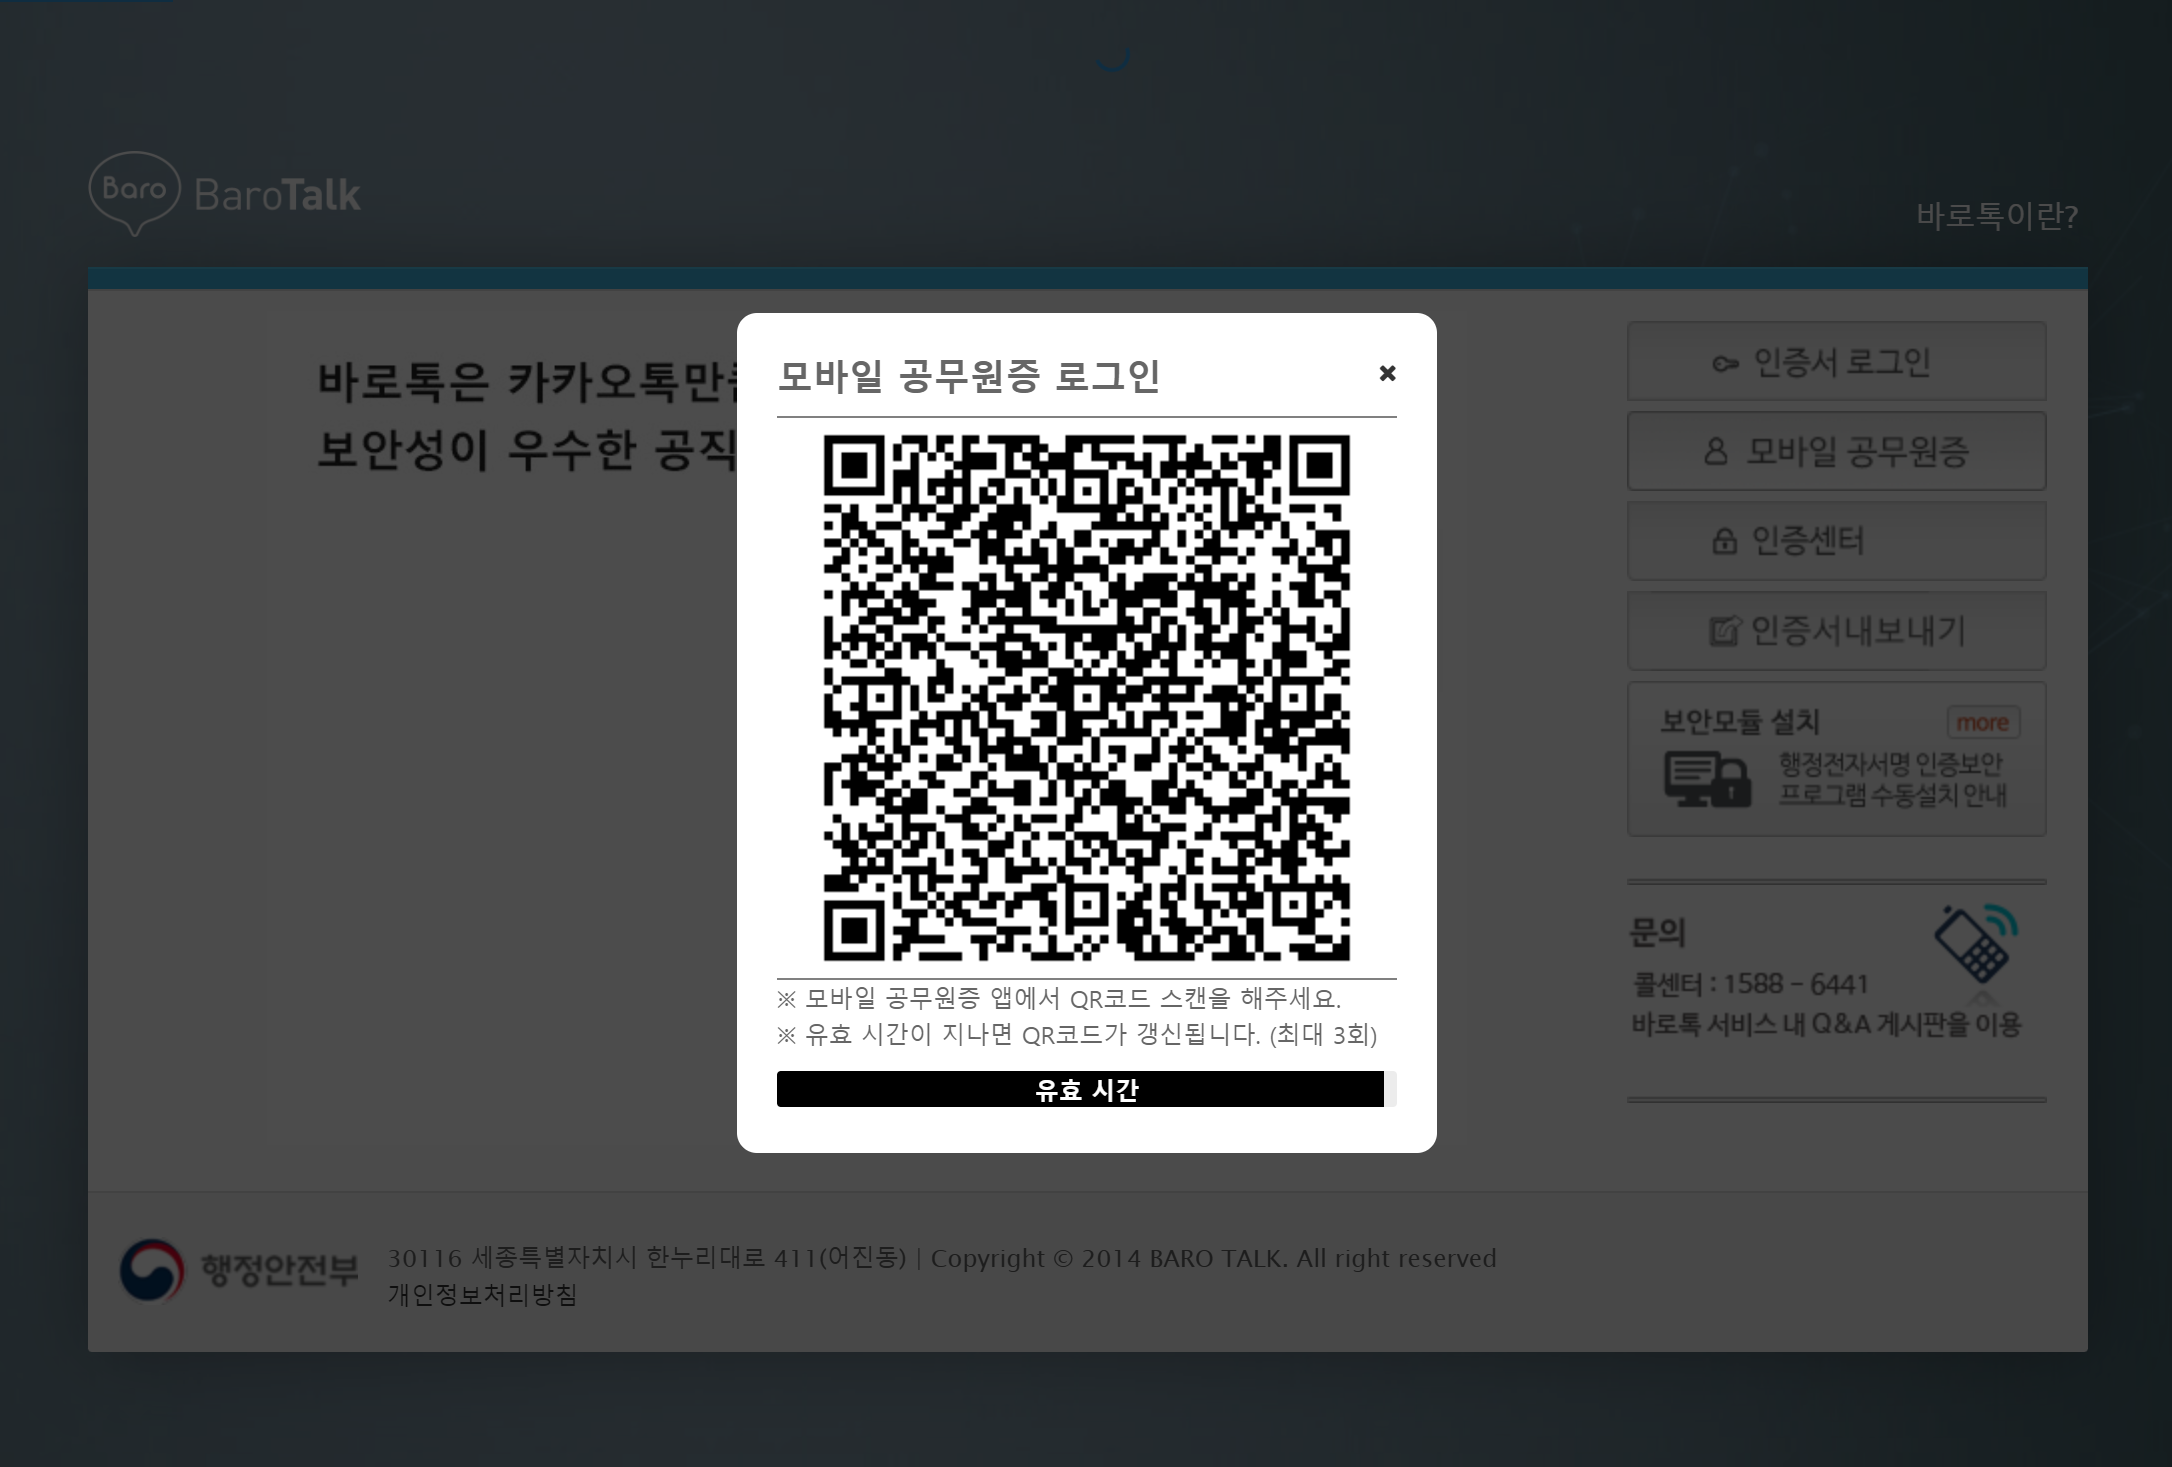 Baro BaroTalk
바로톡이란?
바로톡은 카카오톡만
보안성이 우수한 공직
모바일 공무원증 로그인
※ 모바일 공무원증 앱에서 QR코드 스캔을 해주세요.
※ 유효 시간이 지나면 QR코드가 갱신됩니다. (최대 3회)
유효 시간
인증서 로그인
모바일 공무원증
인증센터
인증서내보내기
보안모듈 설치 more
행정전자서명 인증보안
프로그램 수동설치 안내
문의
콜센터 : 1588 - 6441
바로톡 서비스 내 Q&A 게시판을 이용
행정안전부
30116 세종특별자치시 한누리대로 411(어진동) | Copyright © 2014 BARO TALK. All right reserved
개인정보처리방침